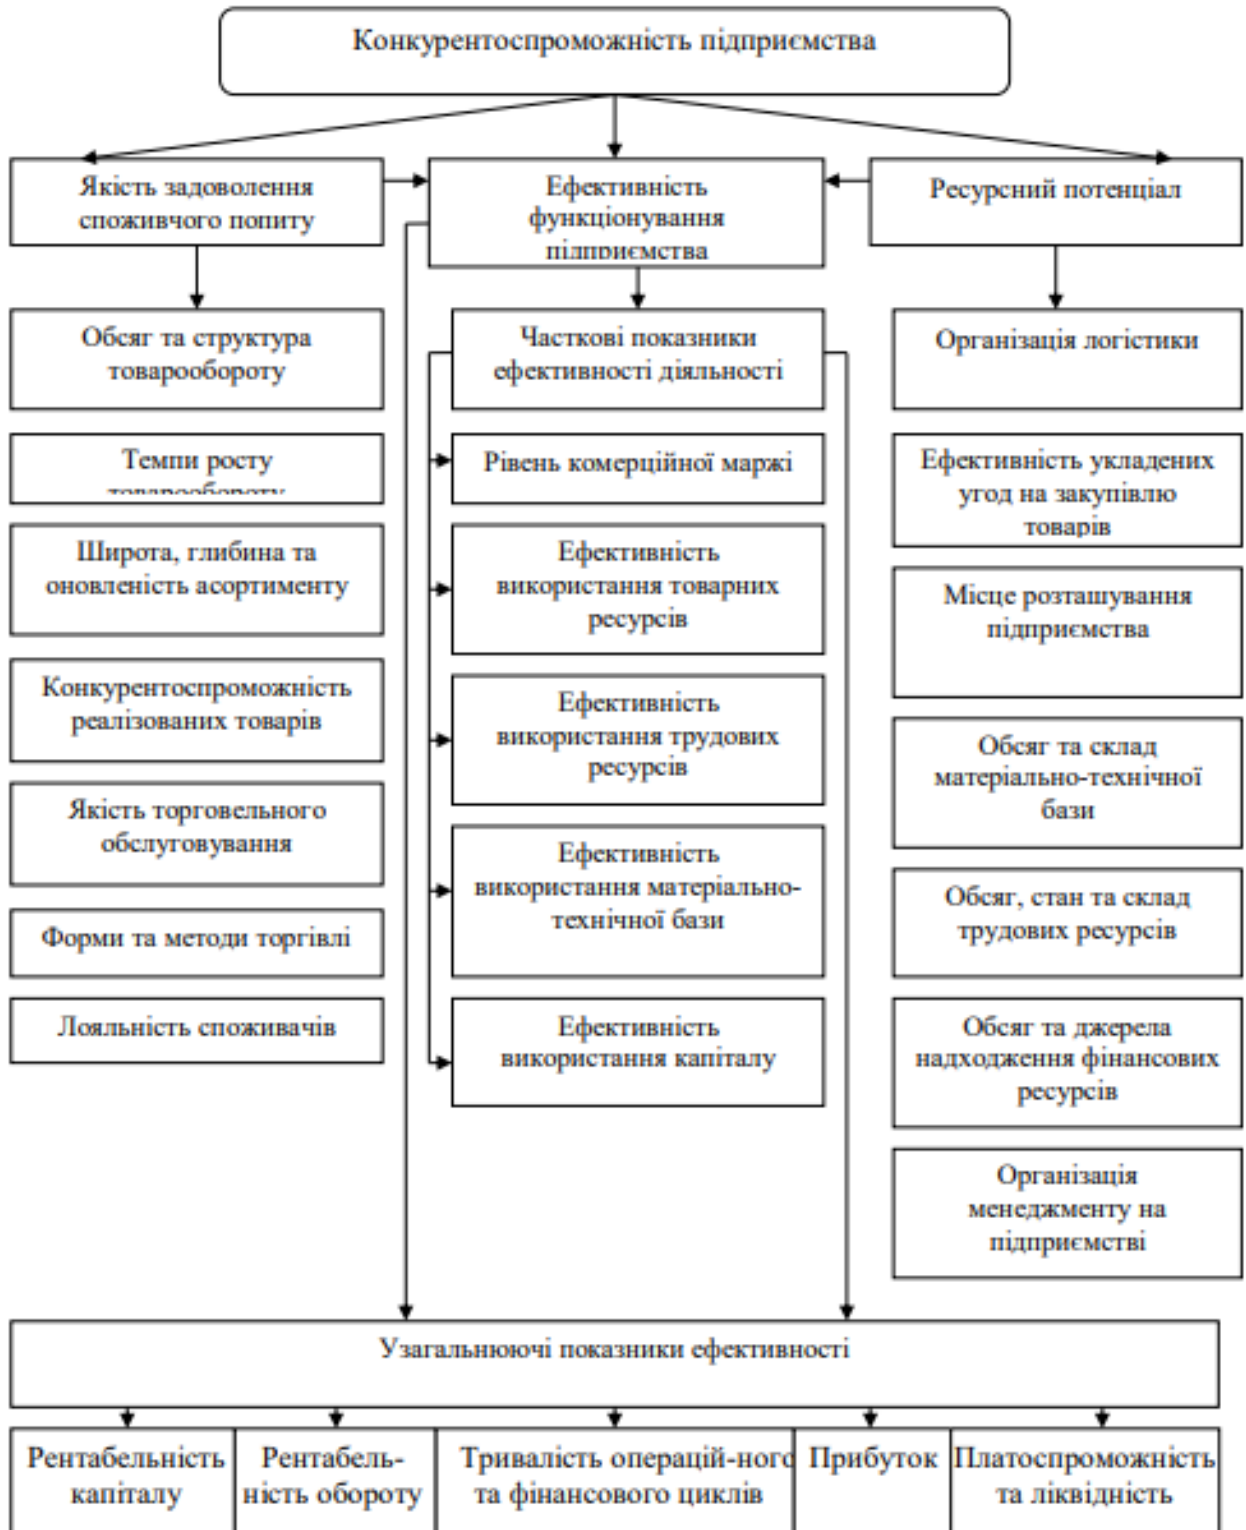 Конкурентоспроможність підприємства
Якість задоволення
споживчого попиту
Ефективність
функціонування
підприємства
Ресурсний потенціал
Обсяг та структура
товарообороту
Часткові показники
ефективності діяльності
Організація логістики
Темпи росту
товарообороту
Рівень комерційної маржі
Ефективність укладених
угод на закупівлю
товарів
Широта, глибина та
оновленість асортименту
Ефективність
використання товарних
ресурсів
Місце розташування
підприємства
Конкурентоспроможність
реалізованих товарів
Ефективність
використання трудових
ресурсів
Обсяг та склад
матеріально-технічної
бази
Якість торговельного
обслуговування
Ефективність
використання матеріально-
технічної бази
Обсяг, стан та склад
трудових ресурсів
Форми та методи торгівлі
Лояльність споживачів
Ефективність
використання капіталу
Обсяг та джерела
надходження фінансових
ресурсів
Організація
менеджменту на
підприємстві
Узагальнюючі показники ефективності
Рентабельність
капіталу
Рентабель-
ність обороту
Тривалість операцій-ного
та фінансового циклів
Прибуток
Платоспроможність
та ліквідність